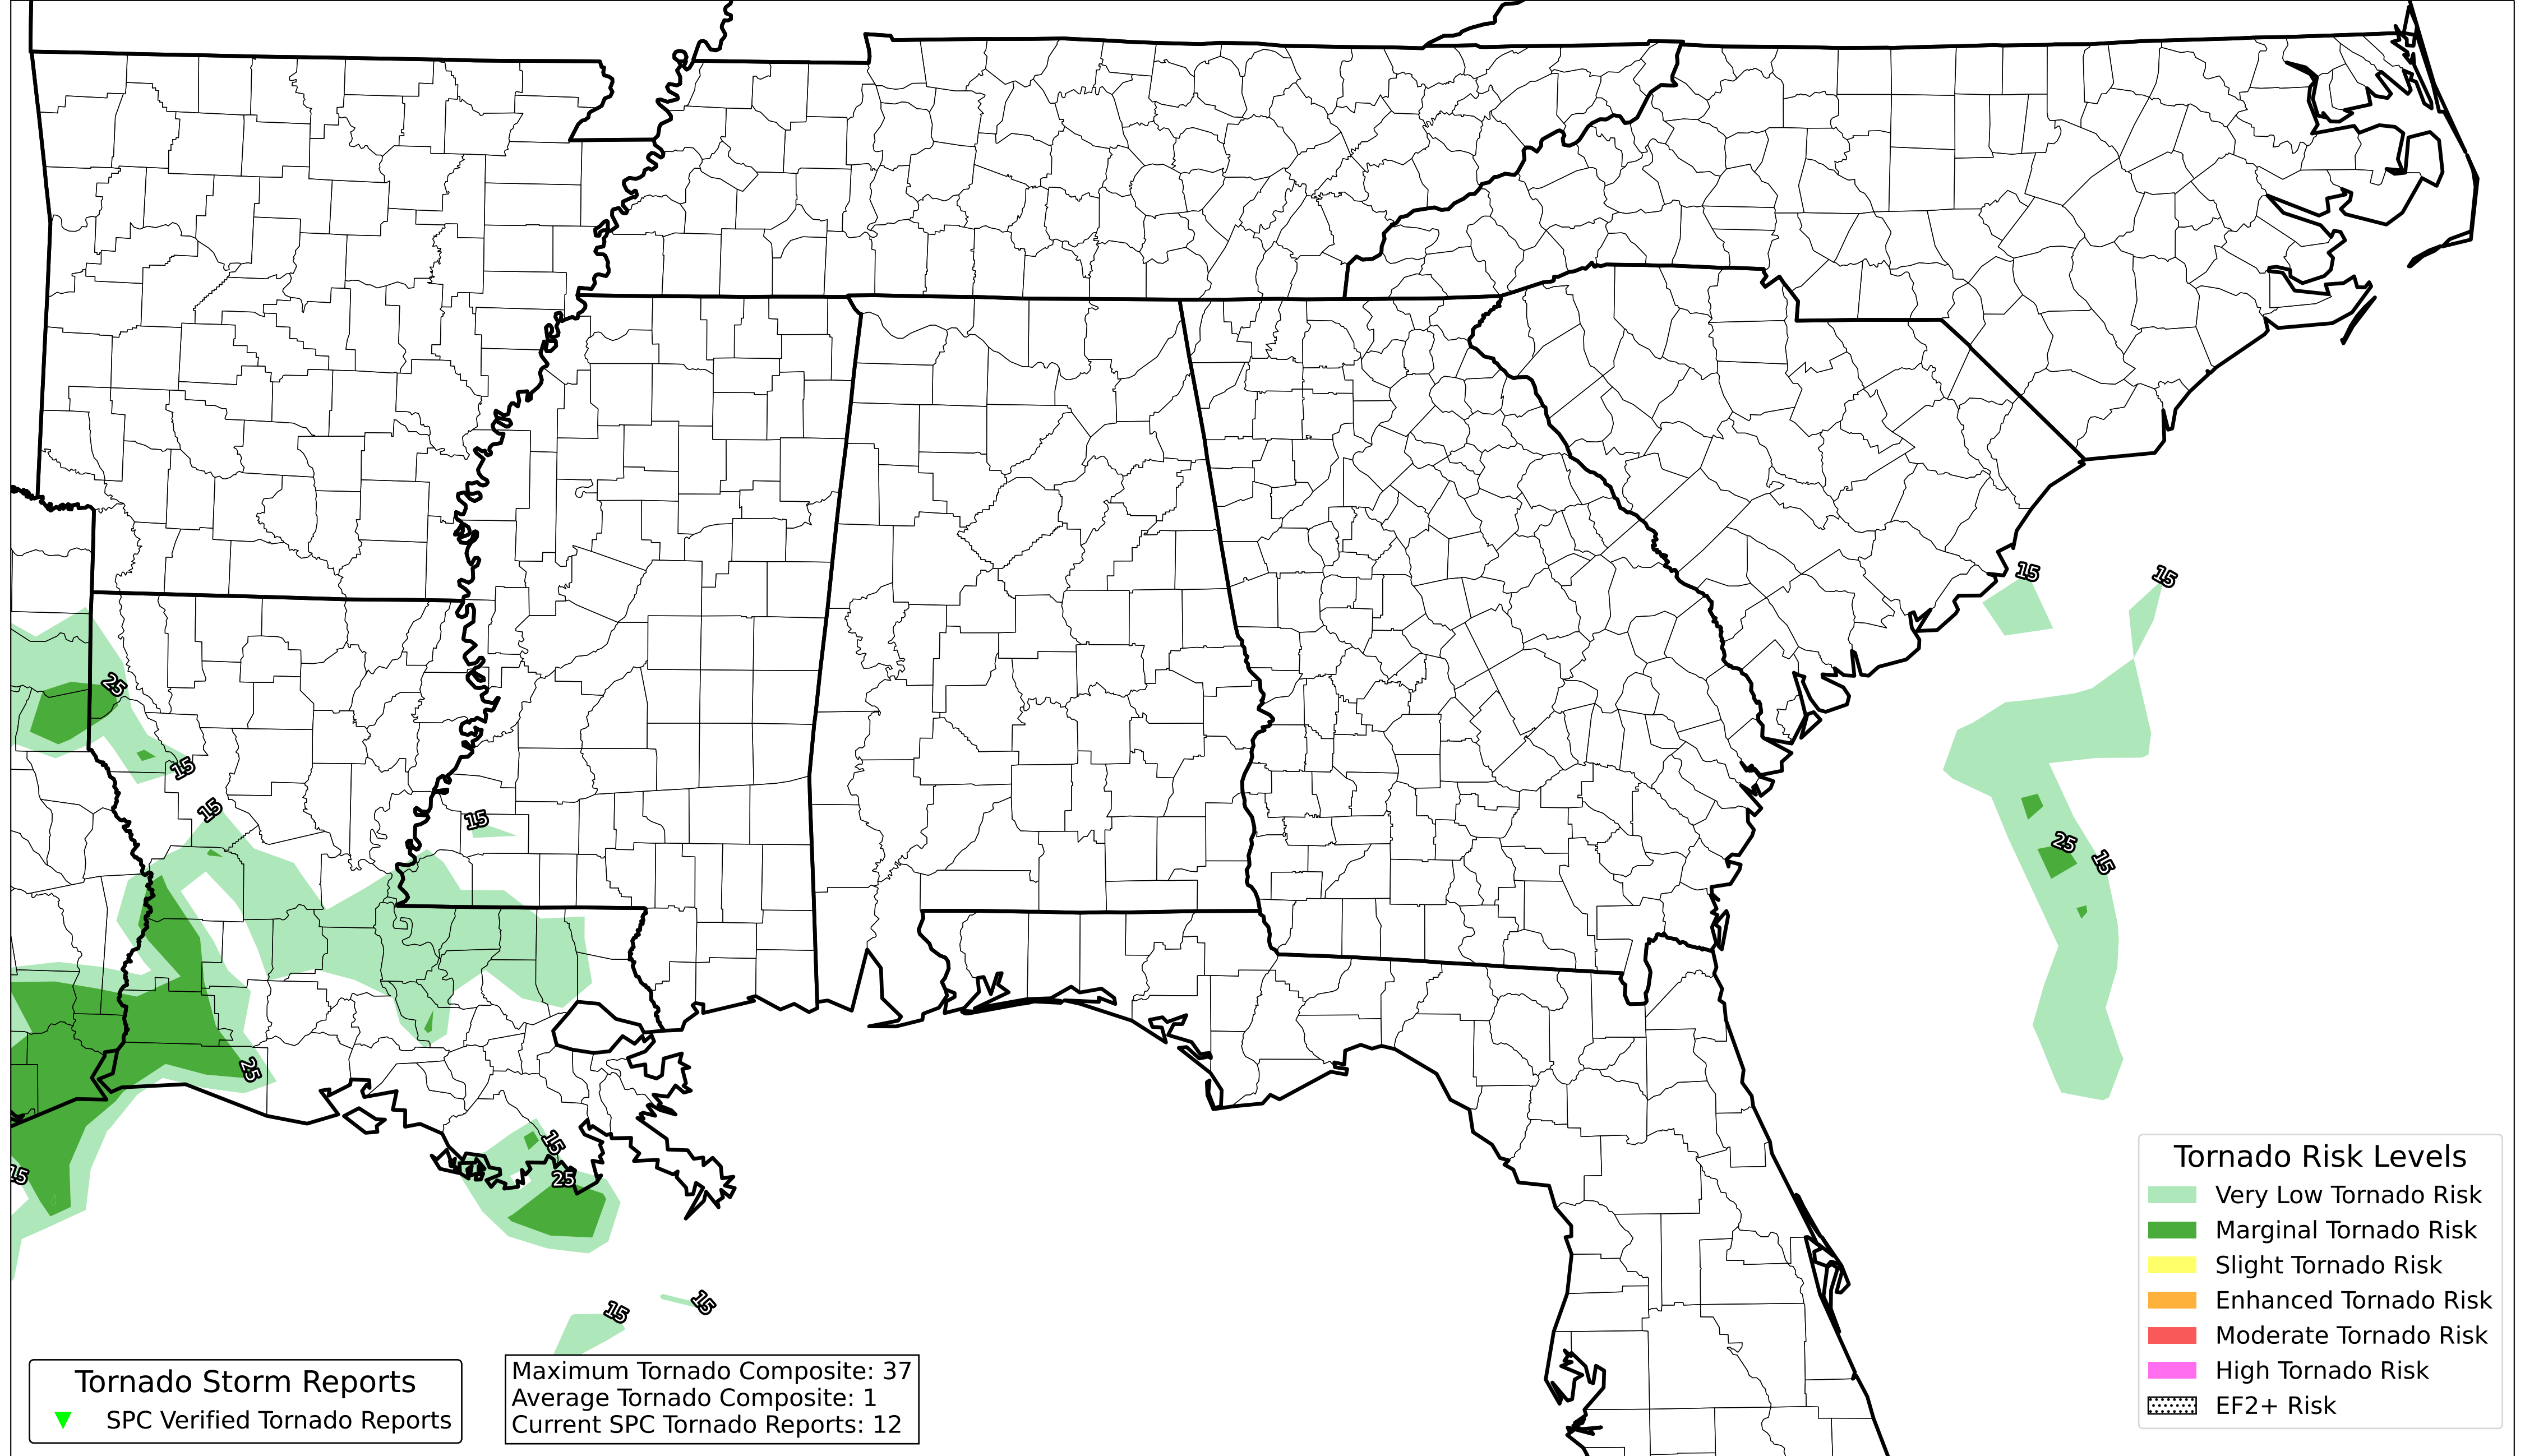 15
15
25
15
15
15
25
15
25
15
15
25
15
15
Tornado Risk Levels
Very Low Tornado Risk
Marginal Tornado Risk
Slight Tornado Risk
Enhanced Tornado Risk
Moderate Tornado Risk
High Tornado Risk
EF2+ Risk
Tornado Storm Reports
SPC Verified Tornado Reports
Maximum Tornado Composite: 37
Average Tornado Composite: 1
Current SPC Tornado Reports: 12